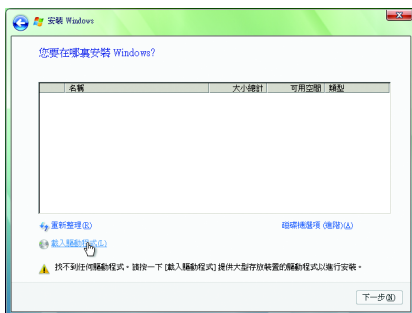 安裝 Windows
您要在哪裏安裝 Windows?
名稱 大小總計 可用空間 類型
重新整理(R) 磁碟機選項 (進階)(A)
載入驅動程式(L)
找不到任何驅動程式。請按一下 [載入驅動程式] 提供大型存放裝置的驅動程式以進行安裝。
下一步(N)